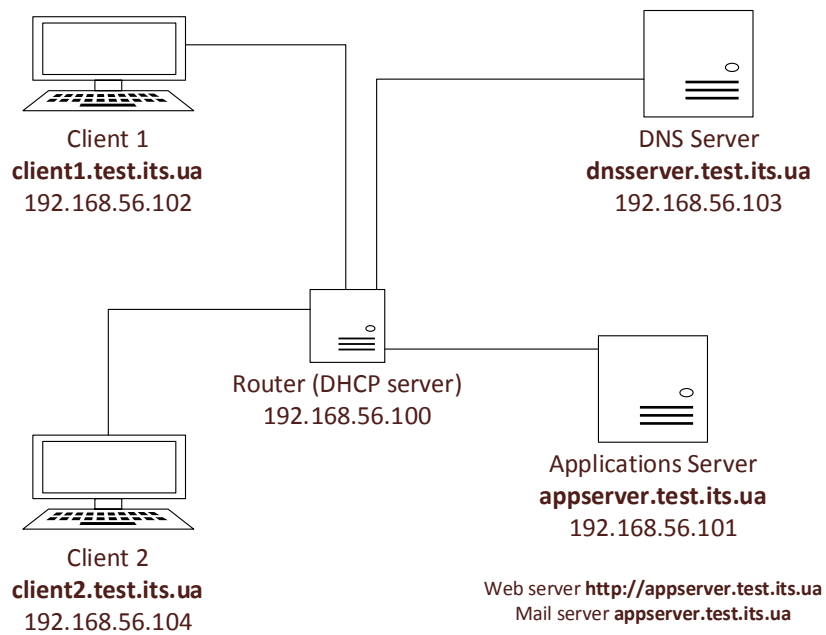 Client 1
client1.test.its.ua
192.168.56.102
DNS Server
dnsserver.test.its.ua
192.168.56.103
Router (DHCP server)
192.168.56.100
Applications Server
appserver.test.its.ua
192.168.56.101
Client 2
client2.test.its.ua
192.168.56.104
Web server http://appserver.test.its.ua
Mail server appserver.test.its.ua